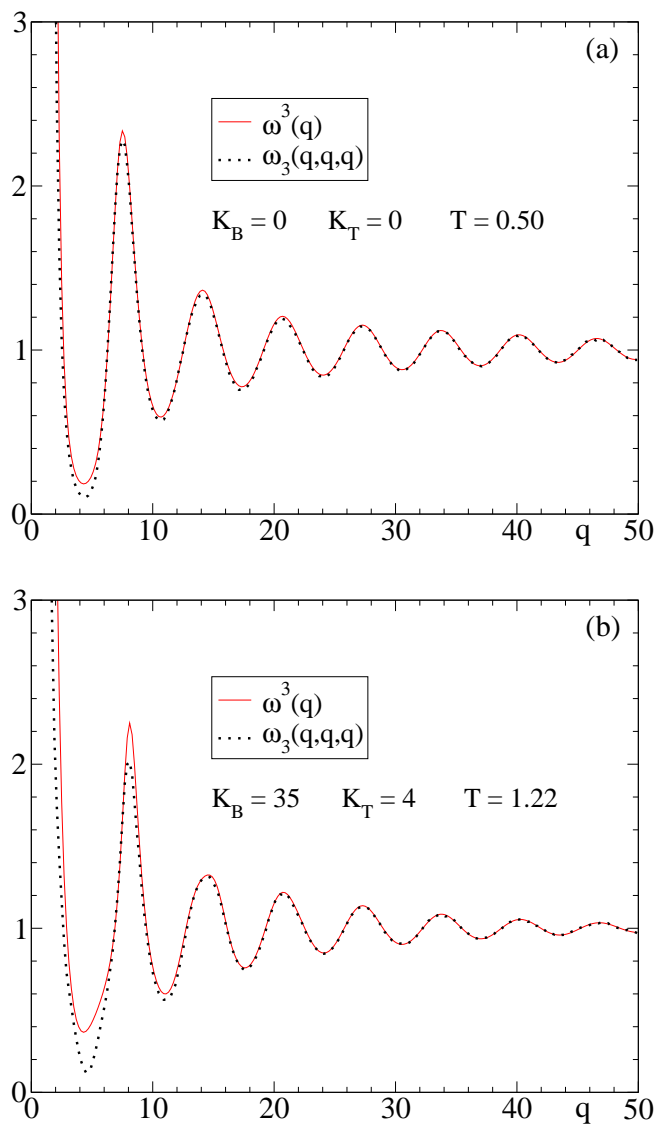 3
(a)
ω³(q)
ω₃(q,q,q)
2
K_B = 0 K_T = 0 T = 0.50
1
0
0 10 20 30 40 q 50
3
(b)
ω³(q)
ω₃(q,q,q)
2
K_B = 35 K_T = 4 T = 1.22
1
0
0 10 20 30 40 q 50